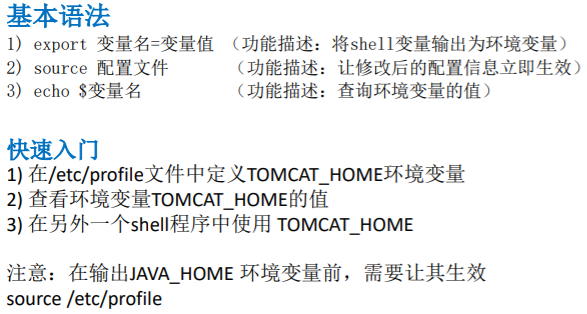 基本语法
1) export 变量名=变量值 （功能描述：将shell变量输出为环境变量）
2) source 配置文件 （功能描述：让修改后的配置信息立即生效）
3) echo $变量名 （功能描述：查询环境变量的值）
快速入门
1) 在/etc/profile文件中定义TOMCAT_HOME环境变量
2) 查看环境变量TOMCAT_HOME的值
3) 在另外一个shell程序中使用 TOMCAT_HOME
注意：在输出JAVA_HOME 环境变量前，需要让其生效
source /etc/profile